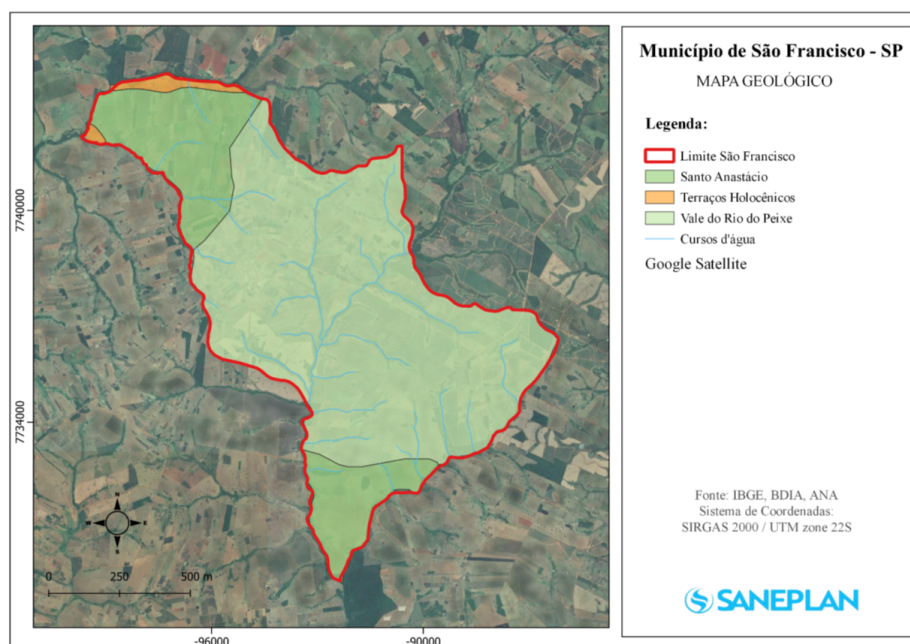 Município de São Francisco - SP
MAPA GEOLÓGICO
Legenda:
Limite São Francisco
Santo Anastácio
Terraços Holocênicos
Vale do Rio do Peixe
Cursos d'água
Google Satellite
Fonte: IBGE, BDIA, ANA
Sistema de Coordenadas:
SIRGAS 2000 / UTM zone 22S
SANEPLAN
7740000
7734000
N
W E
S
0 250 500 m
-96000 -90000